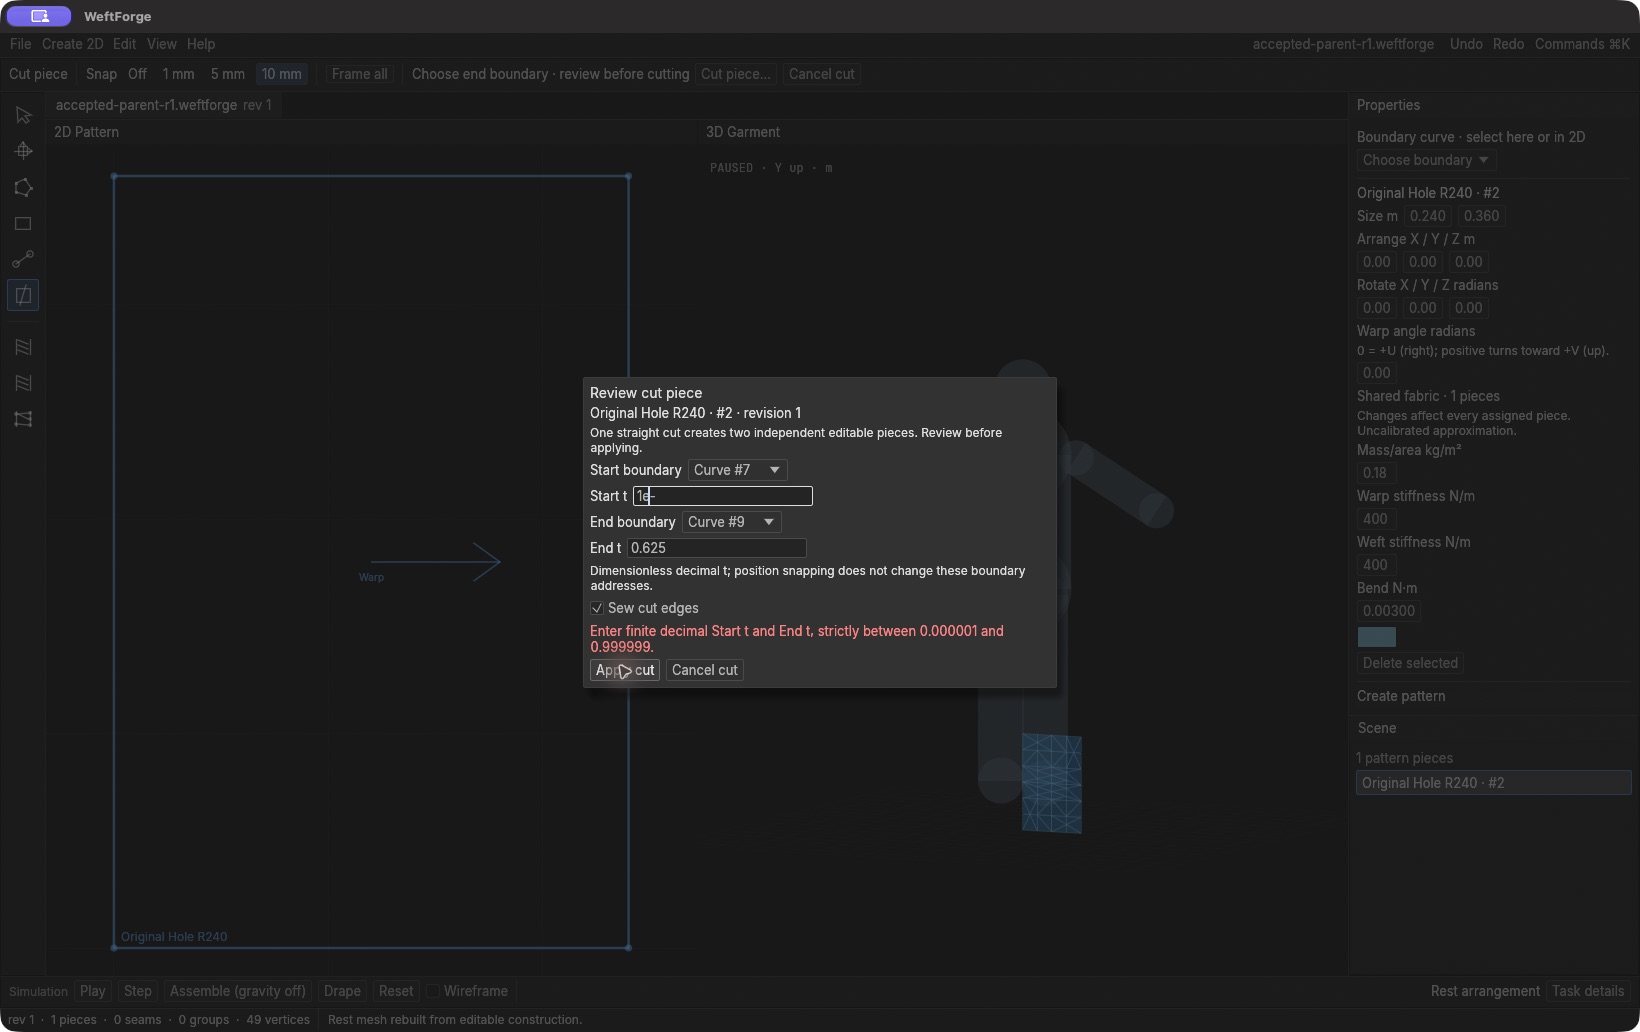 WeftForge
File Create 2D Edit View Help
accepted-parent-r1.weftforge Undo Redo Commands ⌘K
Cut piece Snap Off 1 mm 5 mm 10 mm Frame all Choose end boundary · review before cutting Cut piece... Cancel cut
accepted-parent-r1.weftforge rev 1
2D Pattern
3D Garment
PAUSED · Y up · m
Warp
Original Hole R240
Review cut piece
Original Hole R240 · #2 · revision 1
One straight cut creates two independent editable pieces. Review before
applying.
Start boundary Curve #7
Start t 1e-
End boundary Curve #9
End t 0.625
Dimensionless decimal t; position snapping does not change these boundary
addresses.
Sew cut edges
Enter finite decimal Start t and End t, strictly between 0.000001 and
0.999999.
cut Cancel cut
Properties
Boundary curve · select here or in 2D
Choose boundary
Original Hole R240 · #2
Size m 0.240 0.360
Arrange X / Y / Z m
0.00 0.00 0.00
Rotate X / Y / Z radians
0.00 0.00 0.00
Warp angle radians
0 = +U (right); positive turns toward +V (up).
0.00
Shared fabric · 1 pieces
Changes affect every assigned piece.
Uncalibrated approximation.
Mass/area kg/m²
0.18
Warp stiffness N/m
400
Weft stiffness N/m
400
Bend N·m
0.00300
Delete selected
Create pattern
Scene
1 pattern pieces
Original Hole R240 · #2
Simulation Play Step Assemble (gravity off) Drape Reset Wireframe
Rest arrangement Task details
rev 1 · 1 pieces · 0 seams · 0 groups · 49 vertices Rest mesh rebuilt from editable construction.